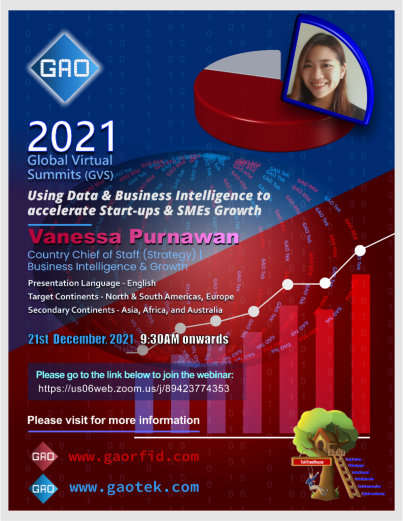 GAO
2021
Global Virtual
Summits (GVS)
Using Data & Business Intelligence to
accelerate Start-ups & SMEs Growth
Vanessa Purnawan
Country Chief of Staff (Strategy) |
Business Intelligence & Growth
Presentation Language - English
Target Continents - North & South Americas, Europe
Secondary Continents - Asia, Africa, and Australia
21st December, 2021 9:30AM onwards
Please go to the link below to join the webinar:
https://us06web.zoom.us/j/89423774353
Please visit for more information
GAO www.gaorfid.com
GAO www.gaotek.com
TekTreeHouse